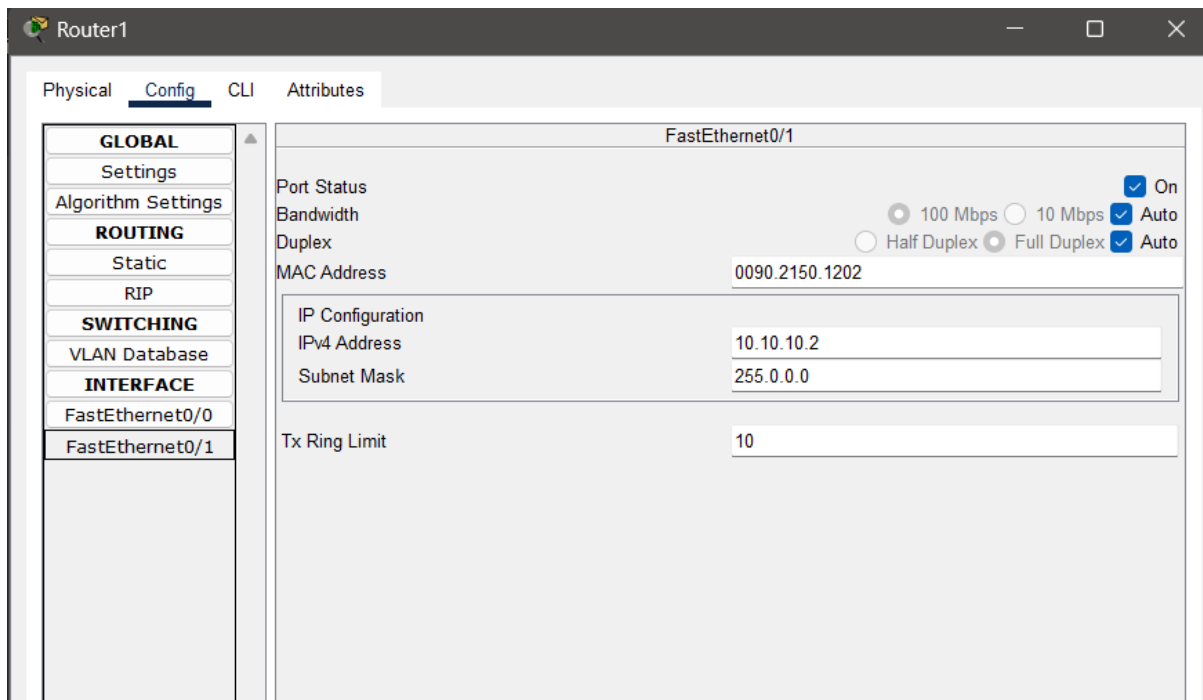 Router1
Physical Config CLI Attributes
GLOBAL
Settings
Algorithm Settings
ROUTING
Static
RIP
SWITCHING
VLAN Database
INTERFACE
FastEthernet0/0
FastEthernet0/1
FastEthernet0/1
Port Status On
Bandwidth 100 Mbps 10 Mbps Auto
Duplex Half Duplex Full Duplex Auto
MAC Address 0090.2150.1202
IP Configuration
IPv4 Address 10.10.10.2
Subnet Mask 255.0.0.0
Tx Ring Limit 10